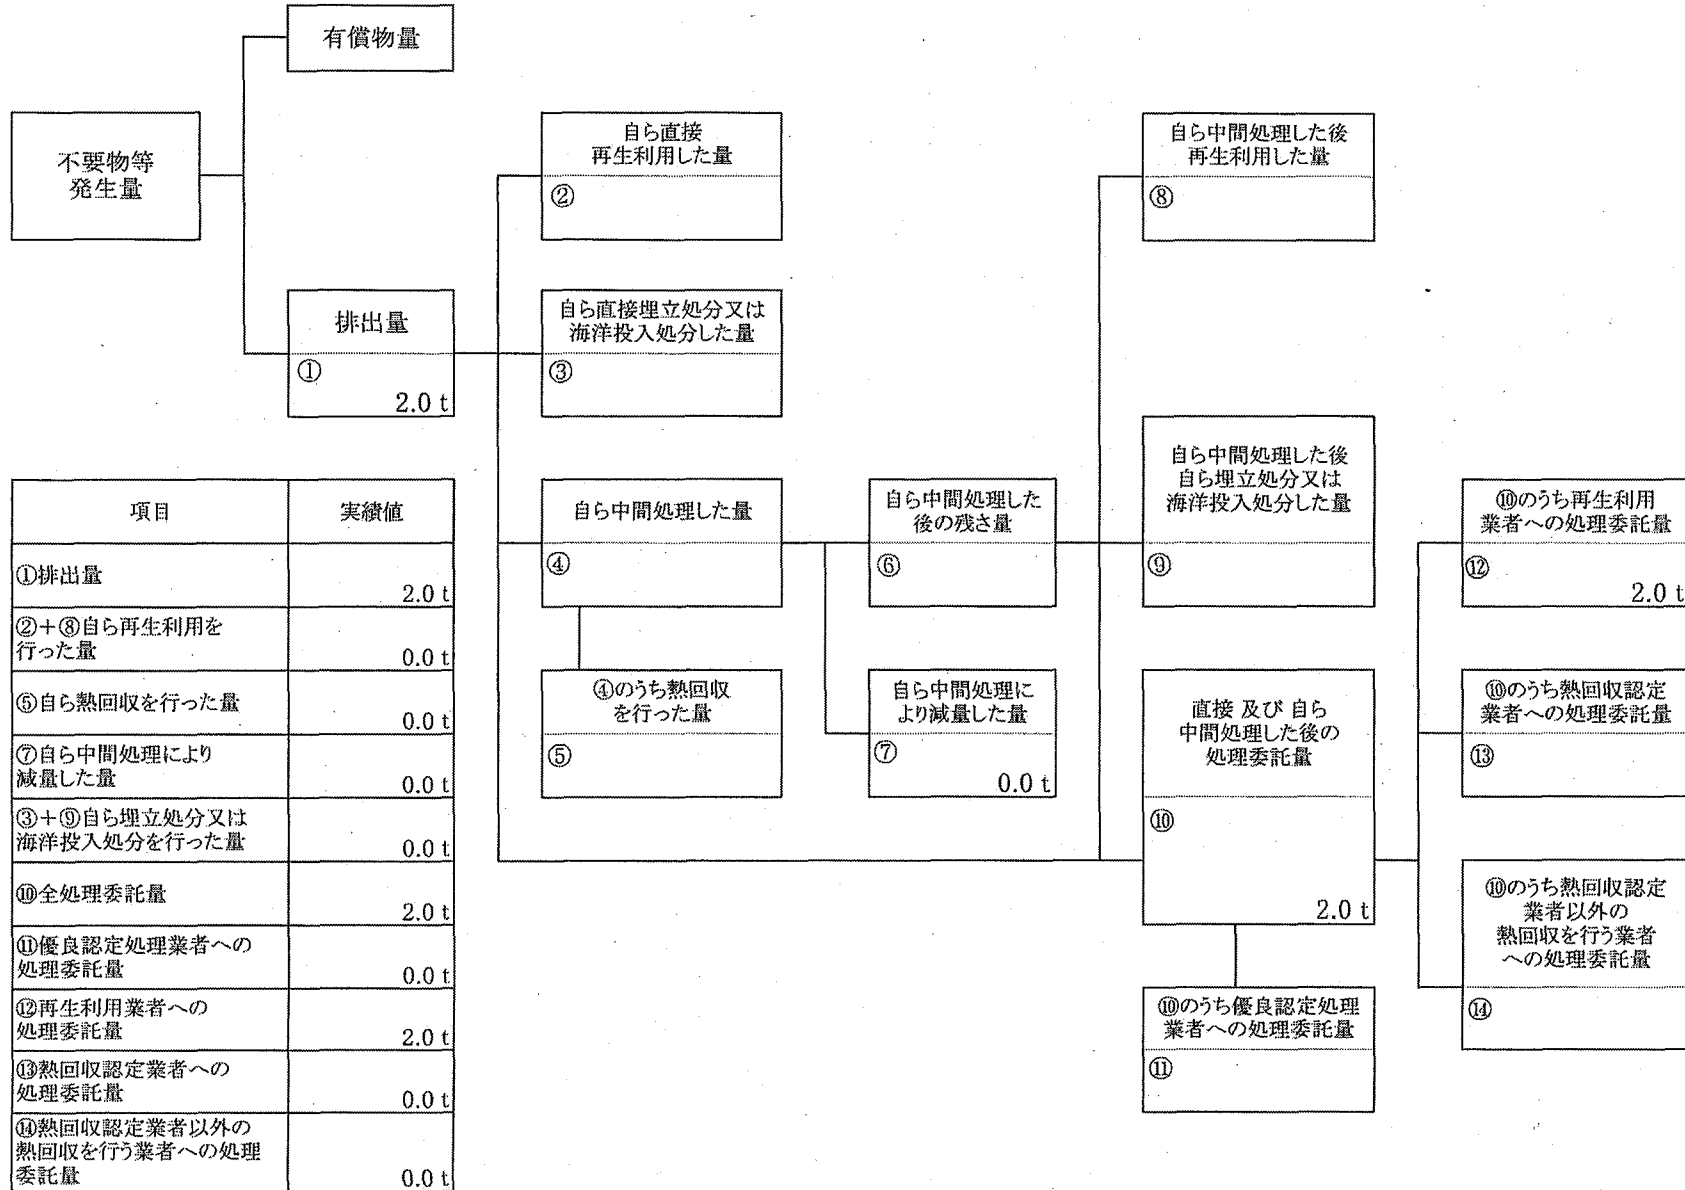 有償物量
不要物等
発生量
排出量
①
2.0 t
自ら直接
再生利用した量
②
自ら直接埋立処分又は
海洋投入処分した量
③
自ら中間処理した量
④
④のうち熱回収
を行った量
⑤
自ら中間処理した
後の残さ量
⑥
自ら中間処理に
より減量した量
⑦
0.0 t
自ら中間処理した後
再生利用した量
⑧
自ら中間処理した後
自ら埋立処分又は
海洋投入処分した量
⑨
直接 及び 自ら
中間処理した後の
処理委託量
⑩
2.0 t
⑩のうち優良認定処理
業者への処理委託量
⑪
⑩のうち再生利用
業者への処理委託量
⑫
2.0 t
⑩のうち熱回収認定
業者への処理委託量
⑬
⑩のうち熱回収認定
業者以外の
熱回収を行う業者
への処理委託量
⑭
項目 実績値
①排出量
2.0 t
②+⑧自ら再生利用を
行った量
0.0 t
⑤自ら熱回収を行った量
0.0 t
⑦自ら中間処理により
減量した量
0.0 t
③+⑨自ら埋立処分又は
海洋投入処分を行った量
0.0 t
⑩全処理委託量
2.0 t
⑪優良認定処理業者への
処理委託量
0.0 t
⑫再生利用業者への
処理委託量
2.0 t
⑬熱回収認定業者への
処理委託量
0.0 t
⑭熱回収認定業者以外の
熱回収を行う業者への処理
委託量
0.0 t